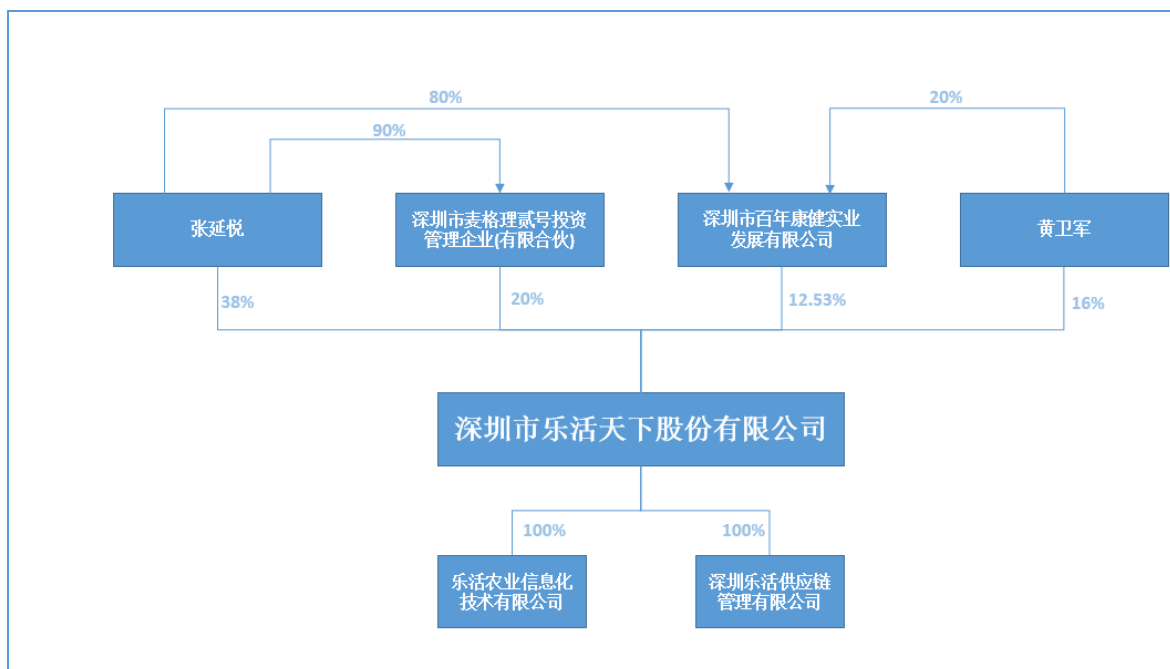 80%
20%
90%
张延悦
深圳市麦格理贰号投资
管理企业(有限合伙)
深圳市百年康健实业
发展有限公司
黄卫军
38%
20%
12.53%
16%
深圳市乐活天下股份有限公司
100%
100%
乐活农业信息化
技术有限公司
深圳乐活供应链
管理有限公司